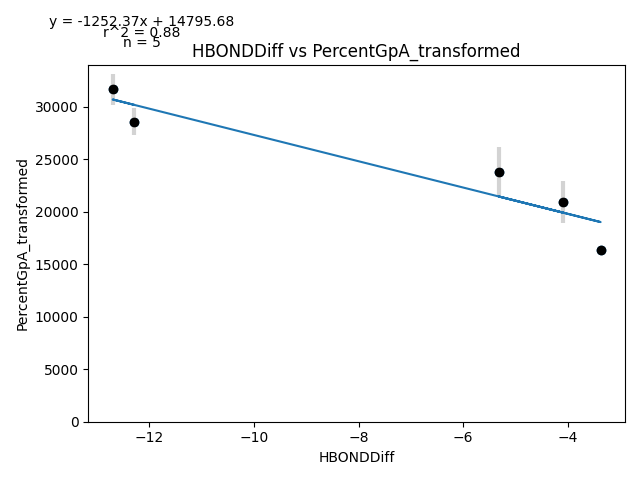 y = -1252.37x + 14795.68
r^2 = 0.88
n = 5
HBONDDiff vs PercentGpA_transformed
PercentGpA_transformed
30000
25000
20000
15000
10000
5000
0
−12
−10
−8
−6
−4
HBONDDiff